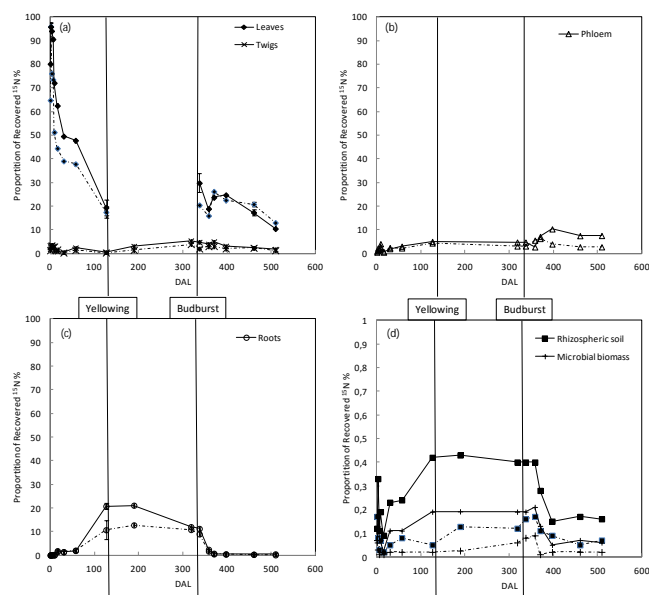 (a)
Leaves
Twigs
Proportition of Recovered ¹⁵N %
100
90
80
70
60
50
40
30
20
10
0
0 100 200 300 400 500 600
DAL
(b)
Phloem
Proportition of Recovered ¹⁵N %
100
90
80
70
60
50
40
30
20
10
0
0 100 200 300 400 500 600
DAL
Yellowing Budburst
Yellowing Budburst
(c)
Roots
Proportition of Recovered ¹⁵N %
100
90
80
70
60
50
40
30
20
10
0
0 100 200 300 400 500 600
DAL
(d)
Rhizospheric soil
Microbial biomass
Proportition of Recovered ¹⁵N %
1
0,9
0,8
0,7
0,6
0,5
0,4
0,3
0,2
0,1
0
0 100 200 300 400 500 600
DAL